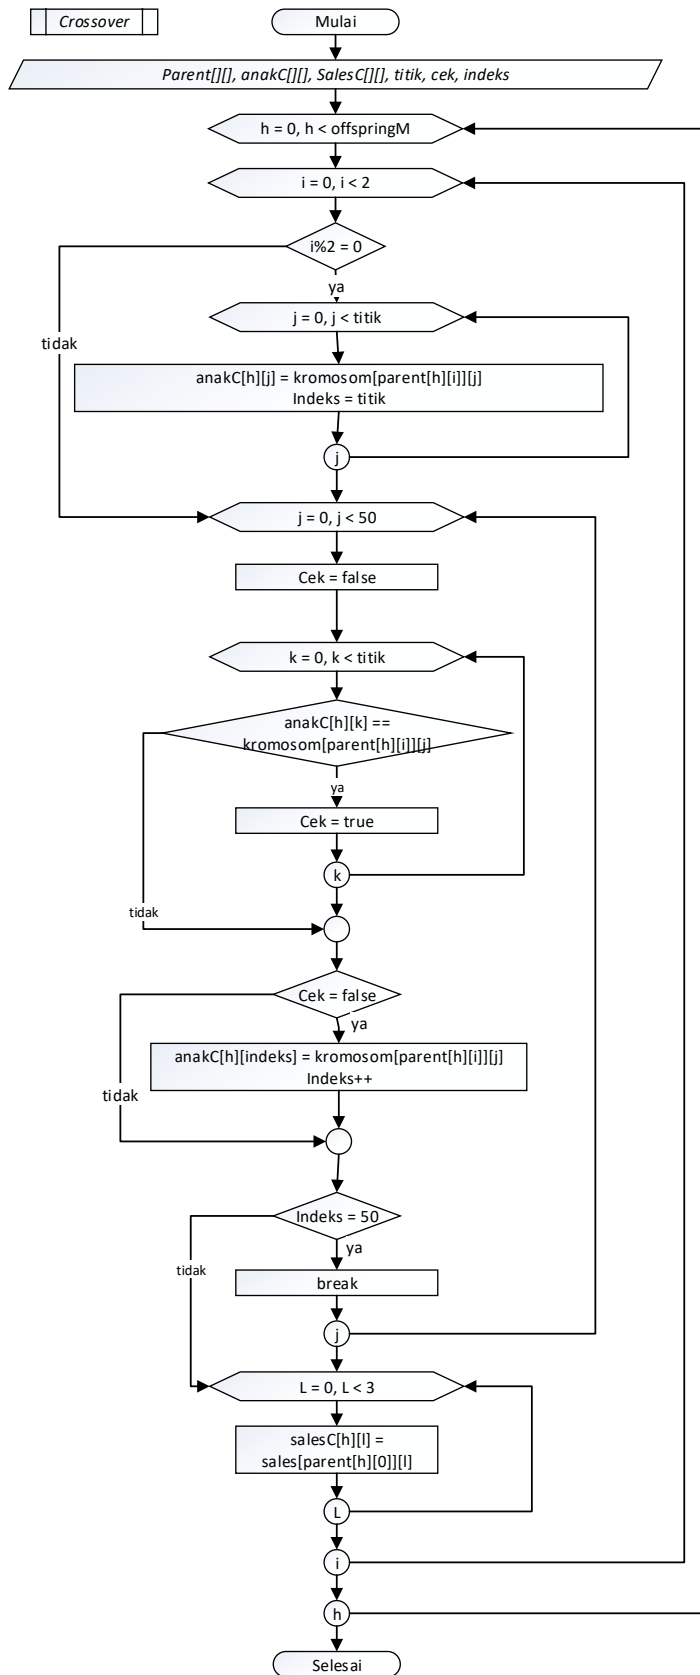 Crossover
Mulai
Parent[][], anakC[][], SalesC[][], titik, cek, indeks
h = 0, h < offspringM
i = 0, i < 2
i%2 = 0
ya
j = 0, j < titik
tidak
anakC[h][j] = kromosom[parent[h][i]][j]
Indeks = titik
j
j = 0, j < 50
Cek = false
k = 0, k < titik
anakC[h][k] ==
kromosom[parent[h][i]][j]
ya
Cek = true
k
tidak
Cek = false
ya
anakC[h][indeks] = kromosom[parent[h][i]][j]
Indeks++
tidak
Indeks = 50
ya
tidak
break
j
L = 0, L < 3
salesC[h][l] =
sales[parent[h][0]][l]
L
i
h
Selesai